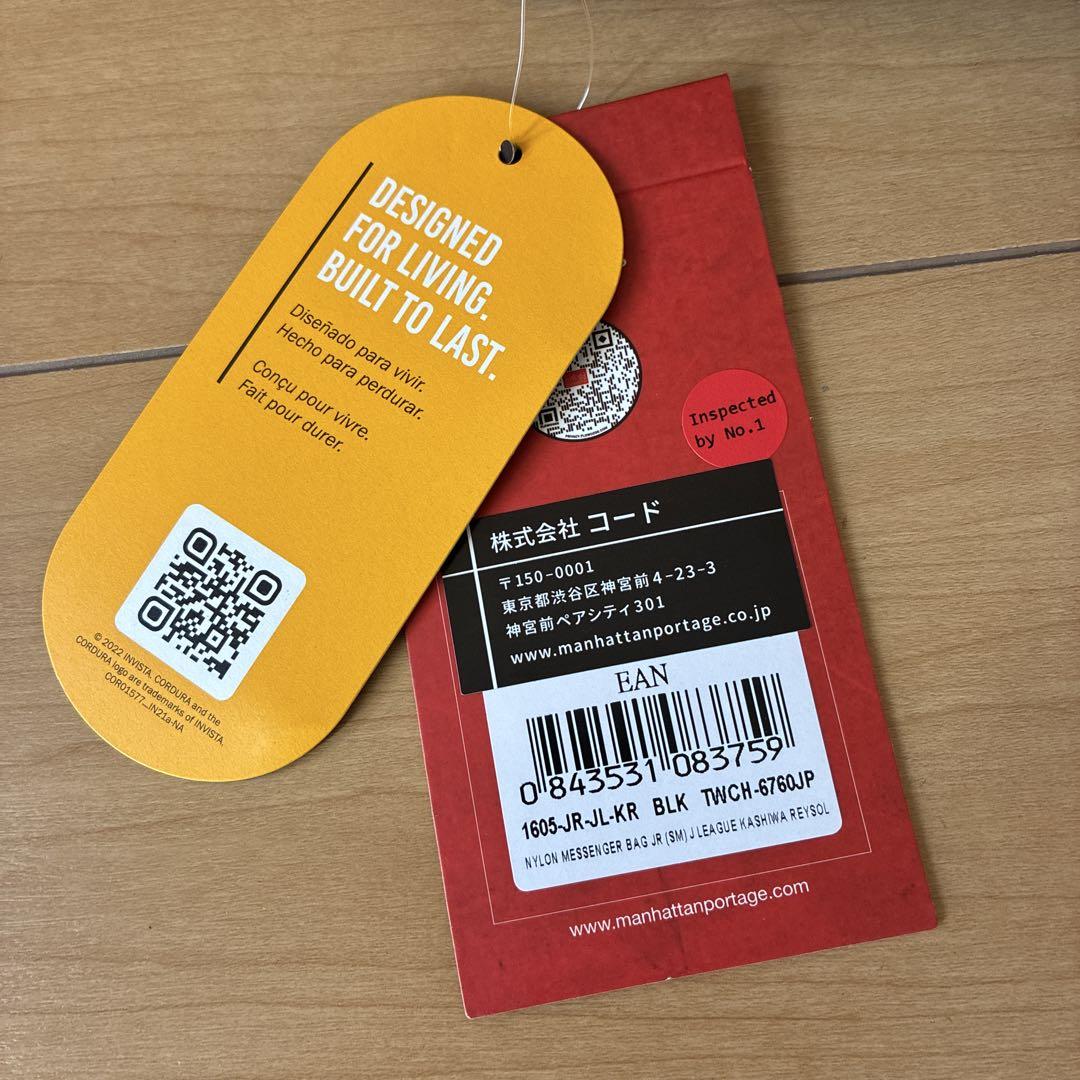 DESIGNED
FOR LIVING.
BUILT TO LAST.
Diseñado para vivir.
Hecho para perdurar.
Conçu pour vivre.
Fait pour durer.
© 2022 INVISTA. CORDURA and the
CORDURA logo are trademarks of INVISTA.
COR01577_IN21a-NA
Inspected
by No.1
株式会社 コード
〒150-0001
東京都渋谷区神宮前4-23-3
神宮前ペアシティ301
www.manhattanportage.co.jp
EAN
0 843531 083759
1605-JR-JL-KR BLK TWCH-6760JP
NYLON MESSENGER BAG JR (SM) J LEAGUE KASHIWA REYSOL
www.manhattanportage.com